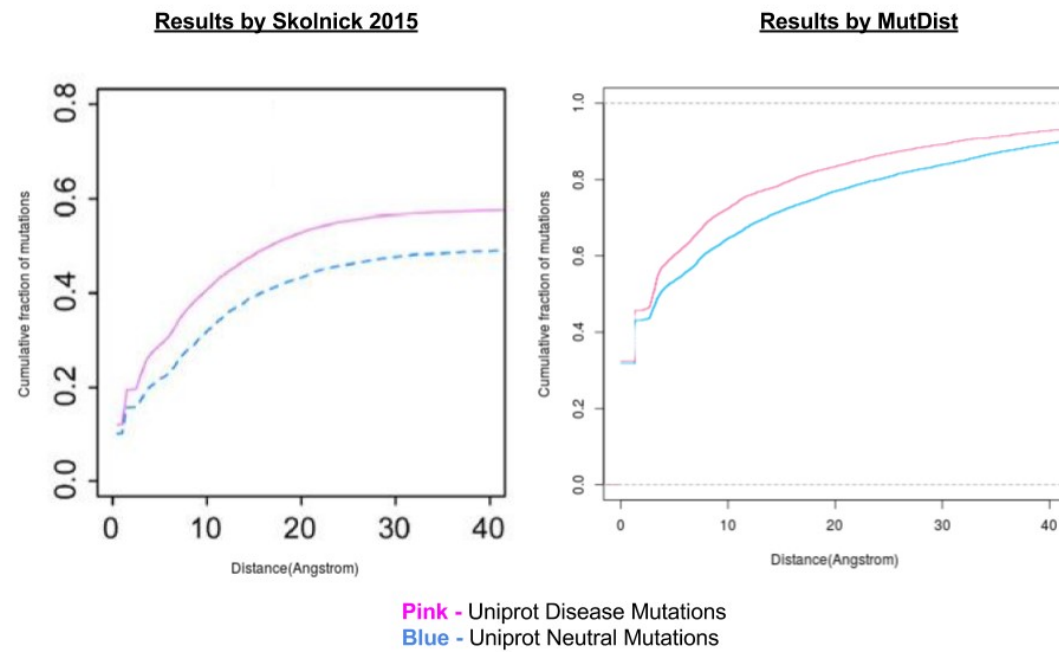 Results by Skolnick 2015
Results by MutDist
Cumulative fraction of mutations
0.8
0.6
0.4
0.2
0.0
0 10 20 30 40
Distance(Angstrom)
Cumulative fraction of mutations
1.0
0.8
0.6
0.4
0.2
0.0
0 10 20 30 40
Distance(Angstrom)
Pink - Uniprot Disease Mutations
Blue - Uniprot Neutral Mutations